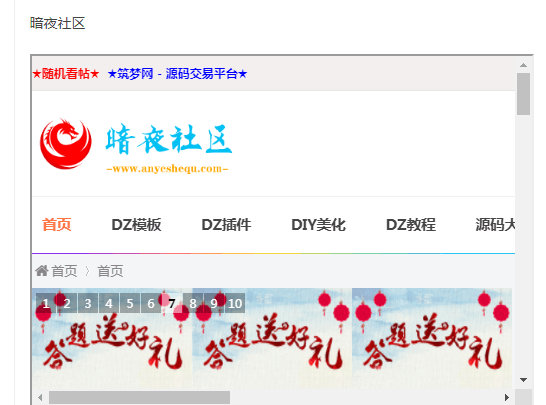 暗夜社区
★随机看帖★ ★筑梦网 - 源码交易平台★
暗夜社区
-www.anyeshequ.com-
首页 DZ模板 DZ插件 DIY美化 DZ教程 源码大
首页 〉 首页
1 2 3 4 5 6 7 8 9 10
答题送好礼 答题送好礼 答题送好礼